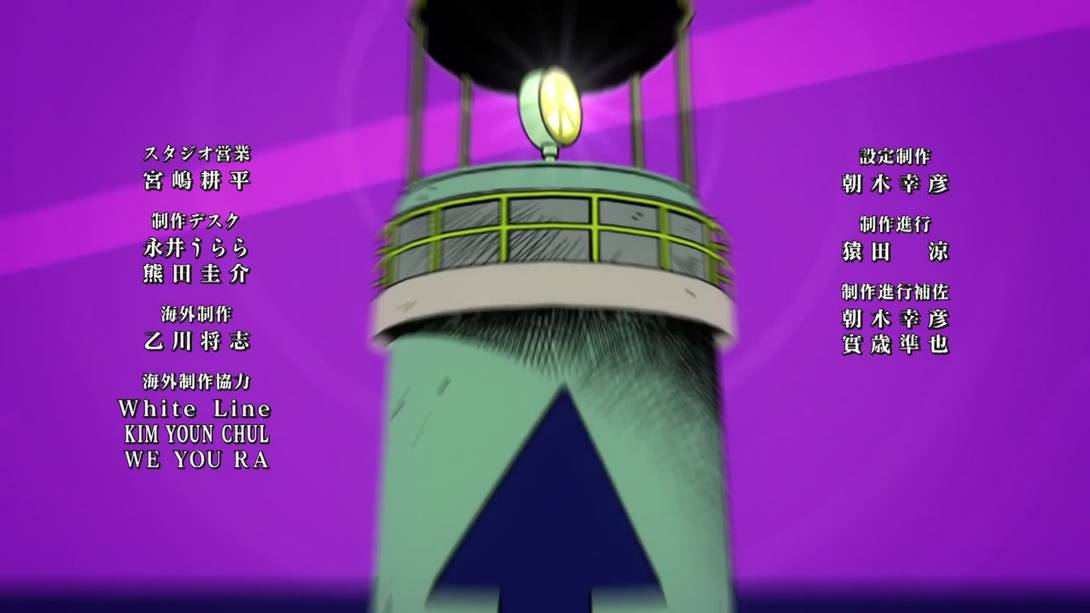 スタジオ営業
宮嶋耕平
制作デスク
永井うらら
熊田圭介
海外制作
乙川将志
海外制作協力
White Line
KIM YOUN CHUL
WE YOU RA
設定制作
朝木幸彦
制作進行
猿田 涼
制作進行補佐
朝木幸彦
實歳準也